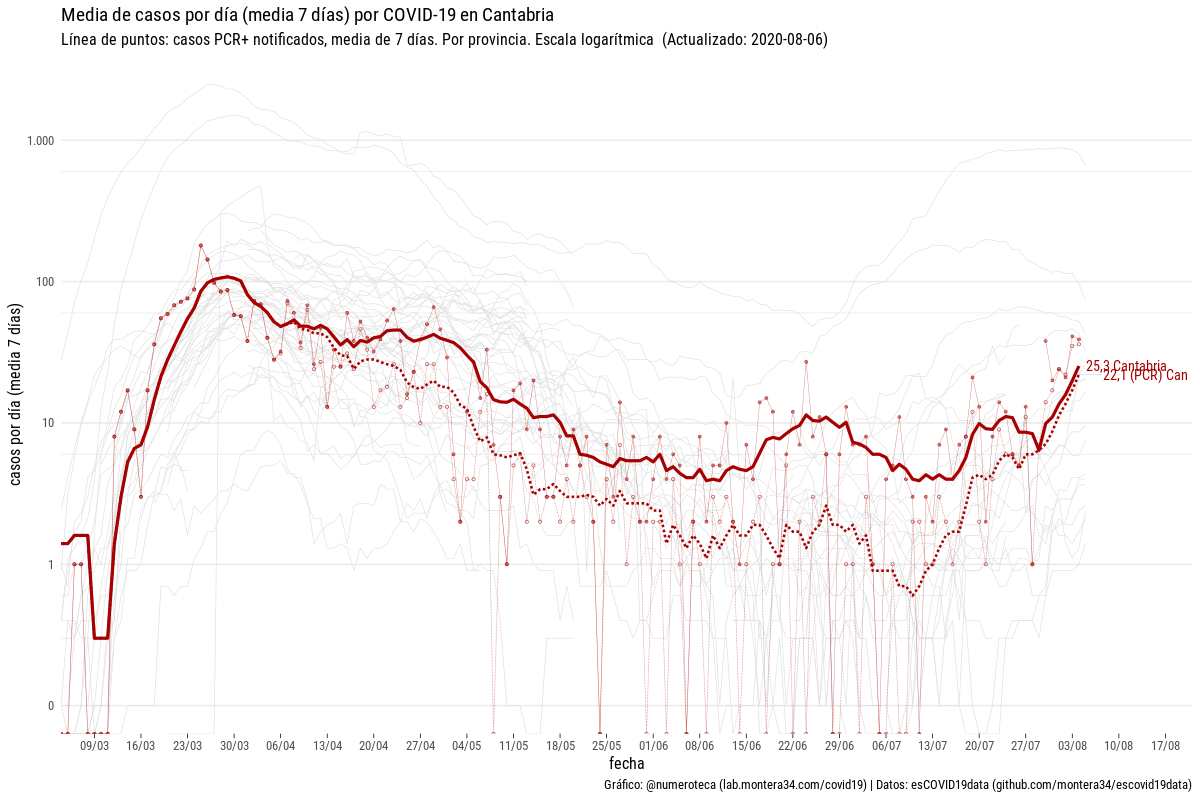 Media de casos por día (media 7 días) por COVID-19 en Cantabria
Línea de puntos: casos PCR+ notificados, media de 7 días. Por provincia. Escala logarítmica  (Actualizado: 2020-08-06)
casos por día (media 7 días)
1.000
100
10
1
0
25,3 Cantabria
22,1 (PCR) Can
09/03 16/03 23/03 30/03 06/04 13/04 20/04 27/04 04/05 11/05 18/05 25/05 01/06 08/06 15/06 22/06 29/06 06/07 13/07 20/07 27/07 03/08 10/08 17/08
fecha
Gráfico: @numeroteca (lab.montera34.com/covid19) | Datos: esCOVID19data (github.com/montera34/escovid19data)